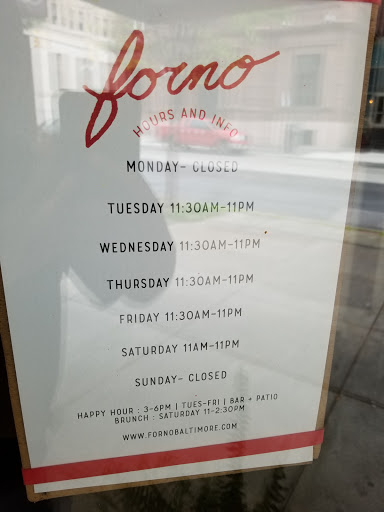 forno
HOURS AND INFO
MONDAY- CLOSED
TUESDAY 11:30AM-11PM
WEDNESDAY 11:30AM-11PM
THURSDAY 11:30AM-11PM
FRIDAY 11:30AM-11PM
SATURDAY 11AM-11PM
SUNDAY- CLOSED
HAPPY HOUR : 3-6PM | TUES-FRI | BAR + PATIO
BRUNCH : SATURDAY 11-2:30PM
WWW.FORNOBALTIMORE.COM